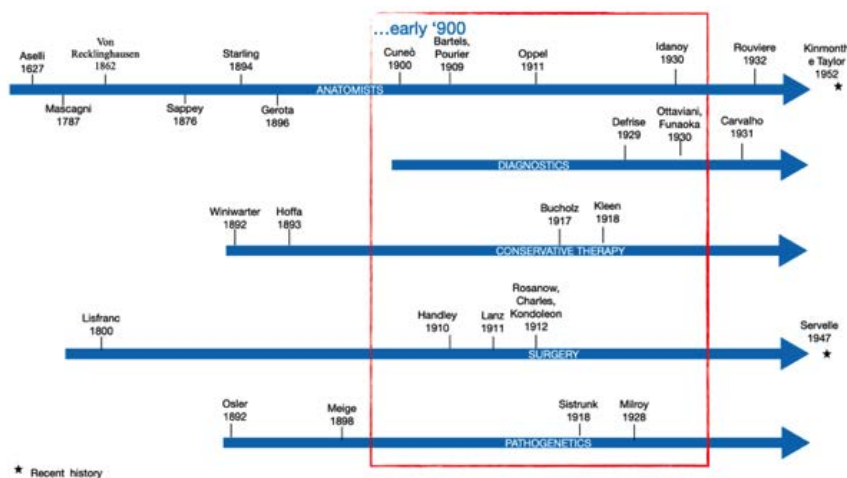 ...early ‘900
Aselli
1627
Von
Recklinghausen
1862
Starling
1894
Cuneò
1900
Bartels,
Pourier
1909
Oppel
1911
Idanoy
1930
Rouviere
1932
Kinmonth
e Taylor
1952
★
ANATOMISTS
Mascagni
1787
Sappey
1876
Gerota
1896
Defrise
1929
Ottaviani,
Funaoka
1930
Carvalho
1931
DIAGNOSTICS
Winiwarter
1892
Hoffa
1893
Bucholz
1917
Kleen
1918
CONSERVATIVE THERAPY
Lisfranc
1800
Handley
1910
Lanz
1911
Rosanow,
Charles,
Kondoleon
1912
Servelle
1947
★
SURGERY
Osler
1892
Meige
1898
Sistrunk
1918
Milroy
1928
PATHOGENETICS
★ Recent history